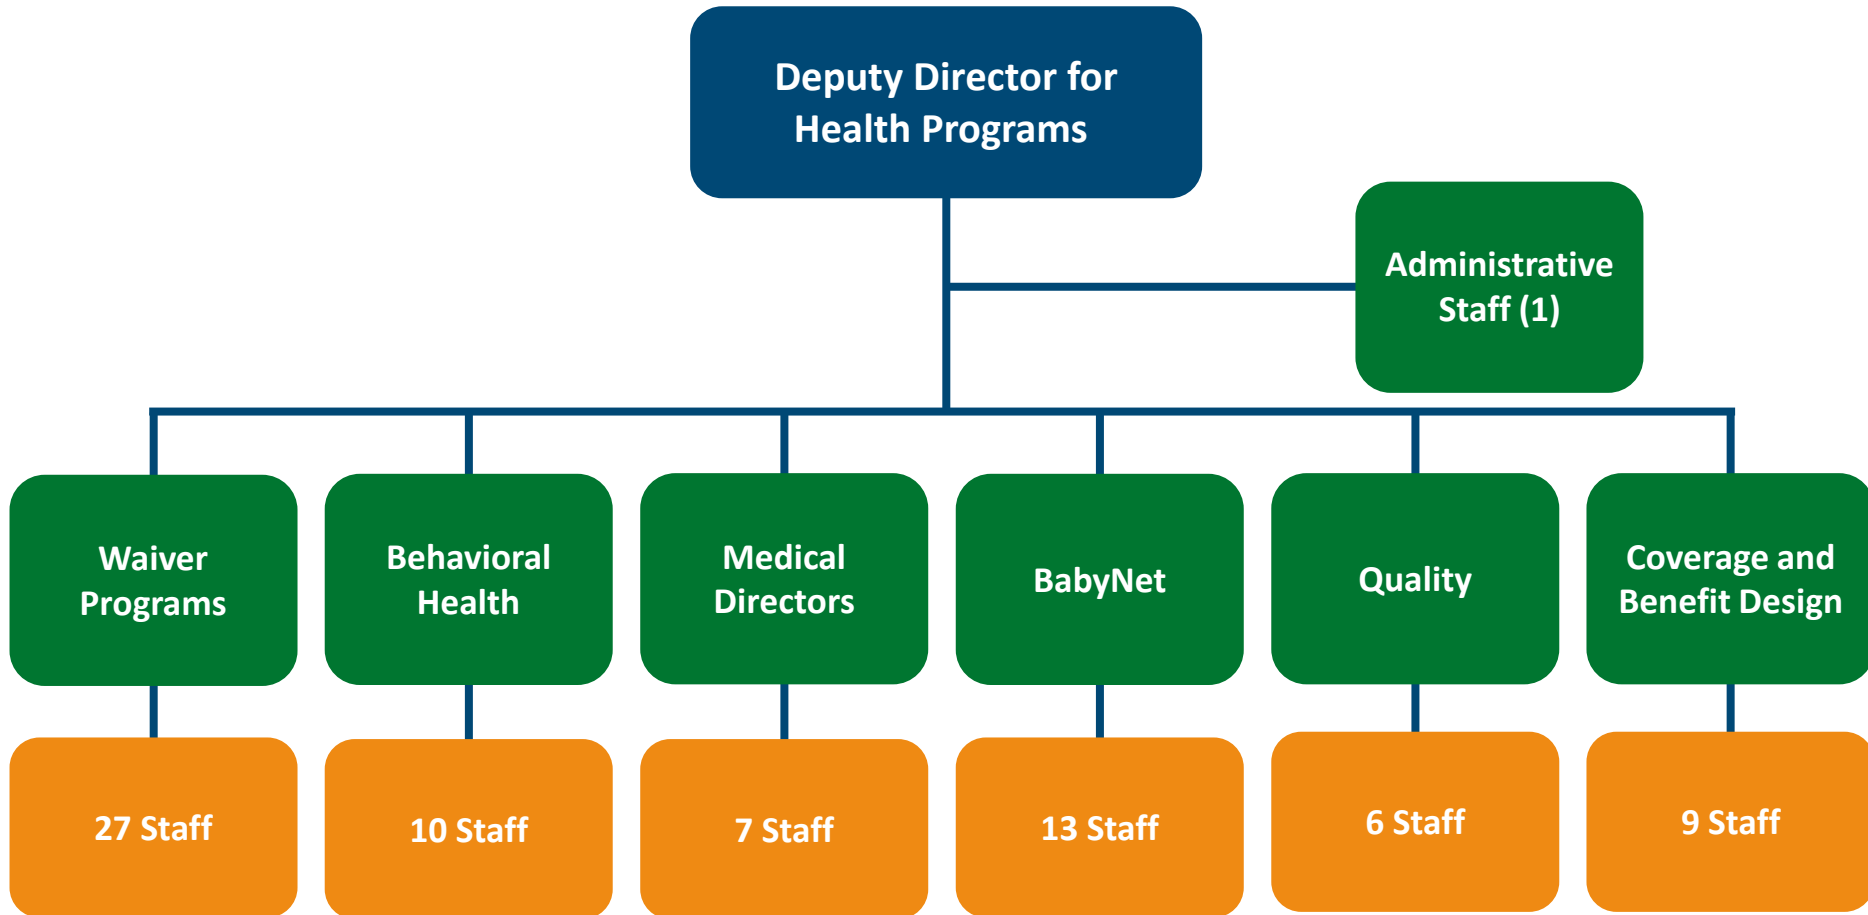 Deputy Director for
Health Programs
Administrative
Staff (1)
Waiver
Programs
Behavioral
Health
Medical
Directors
BabyNet
Quality
Coverage and
Benefit Design
27 Staff
10 Staff
7 Staff
13 Staff
6 Staff
9 Staff